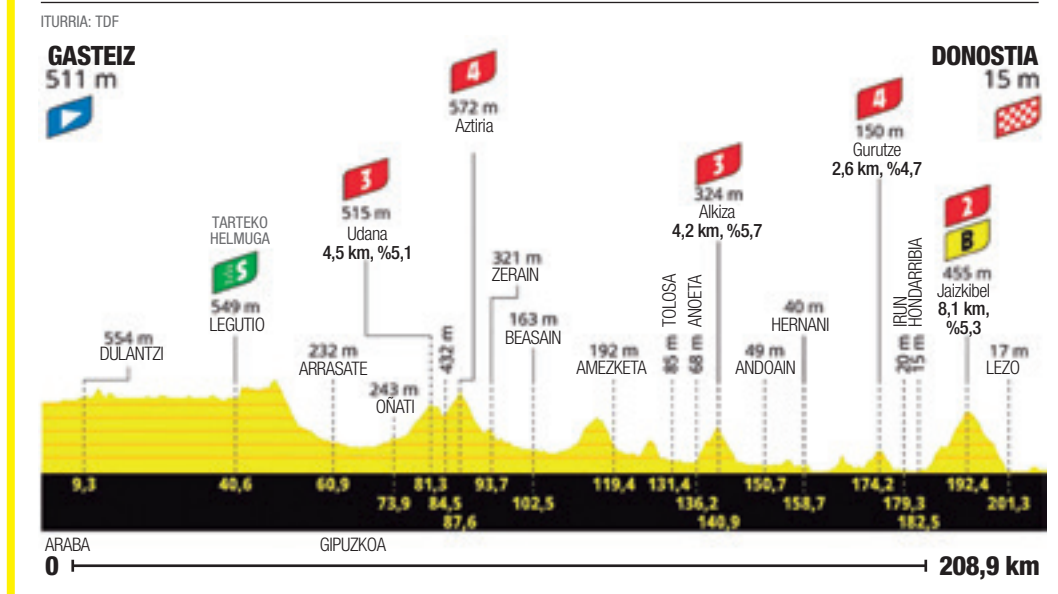 ITURRIA: TDF
GASTEIZ
511 m
DONOSTIA
15 m
4
572 m
Aztiria
4
150 m
Gurutze
2,6 km, %4,7
3
515 m
Udana
4,5 km, %5,1
3
324 m
Alkiza
4,2 km, %5,7
2
B
455 m
Jaizkibel
8,1 km,
%5,3
TARTEKO
HELMUGA
S
549 m
LEGUTIO
321 m
ZERAIN
554 m
DULANTZI
232 m
ARRASATE
243 m
OÑATI
432 m
163 m
BEASAIN
192 m
AMEZKETA
85 m TOLOSA
68 m ANOETA
49 m
ANDOAIN
40 m
HERNANI
20 m IRUN
15 m HONDARRIBIA
17 m
LEZO
9,3
40,6
60,9
73,9
81,3
84,5
87,6
93,7
102,5
119,4
131,4
136,2
140,9
150,7
158,7
174,2
179,3
182,5
192,4
201,3
ARABA
GIPUZKOA
0
208,9 km